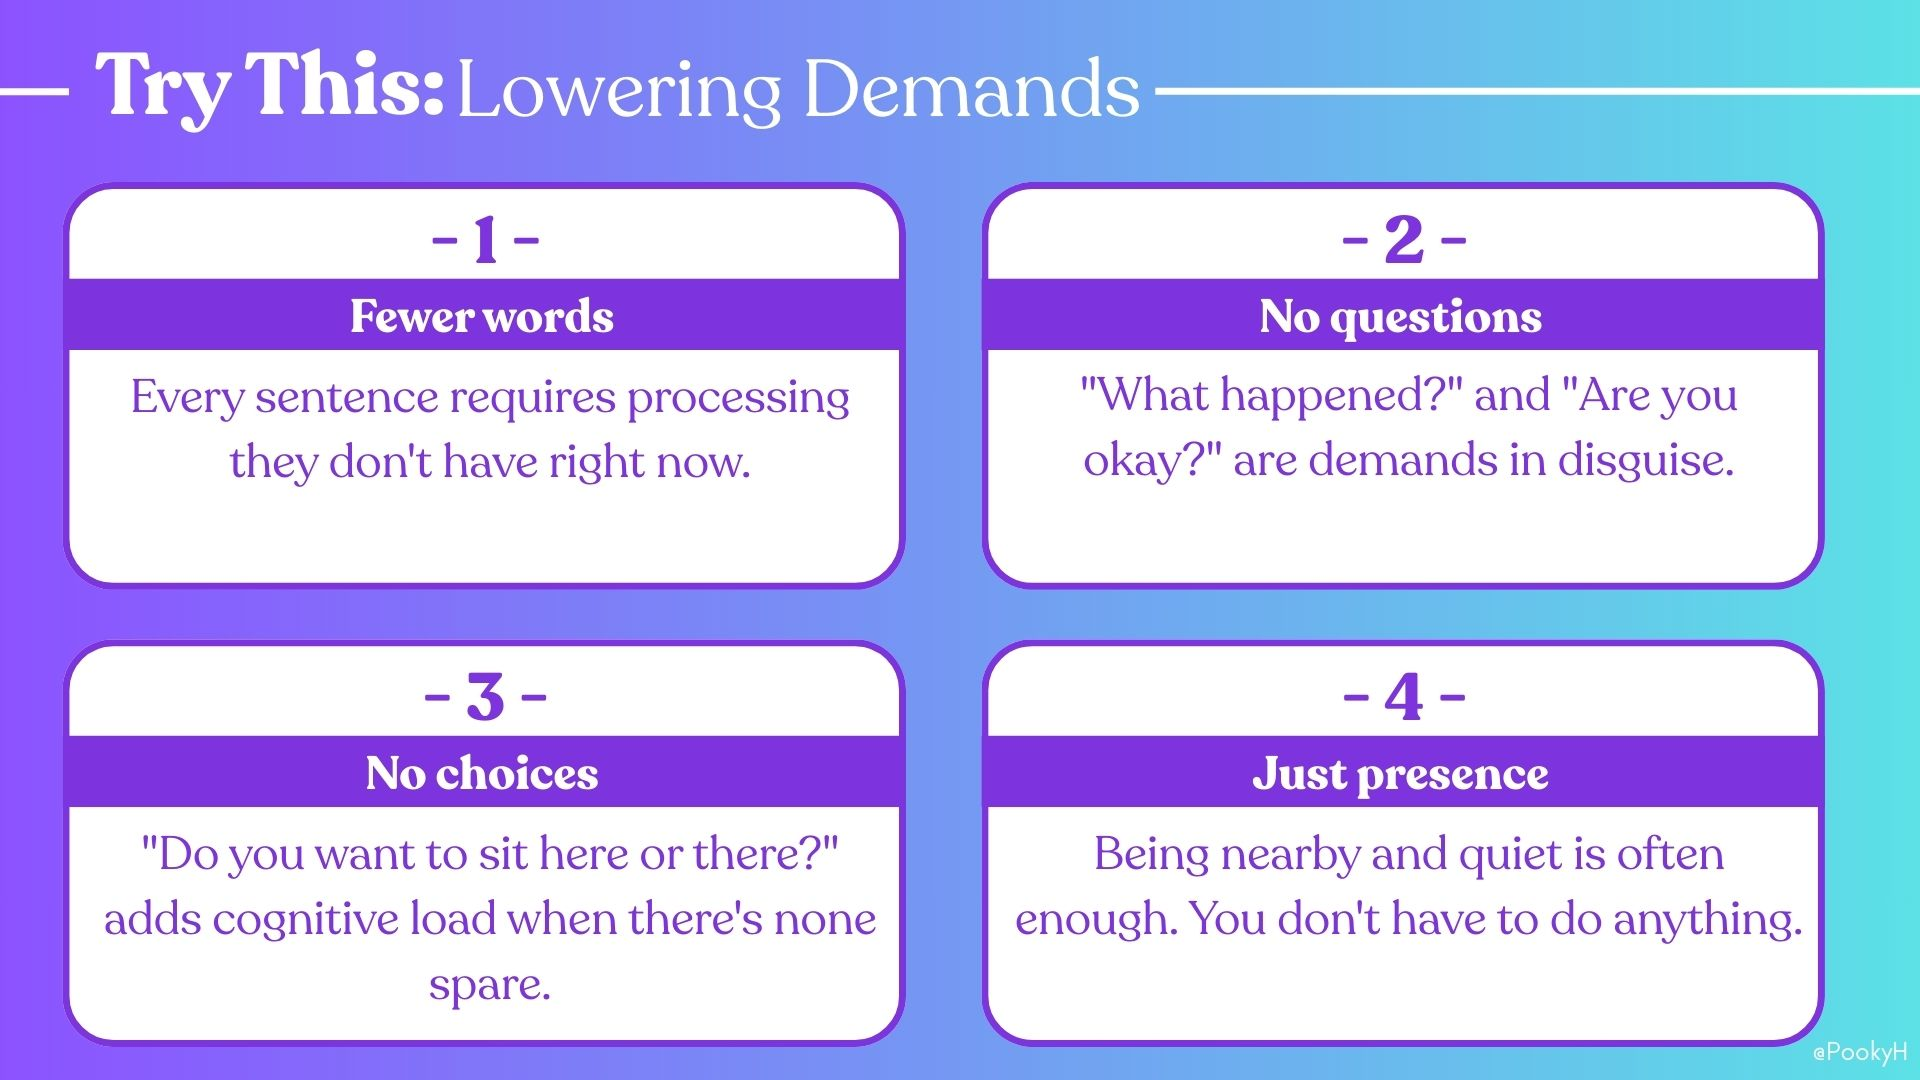 Try This: Lowering Demands
- 1 -
Fewer words
Every sentence requires processing
they don't have right now.
- 2 -
No questions
"What happened?" and "Are you
okay?" are demands in disguise.
- 3 -
No choices
"Do you want to sit here or there?"
adds cognitive load when there's none
spare.
- 4 -
Just presence
Being nearby and quiet is often
enough. You don't have to do anything.
@PookyH